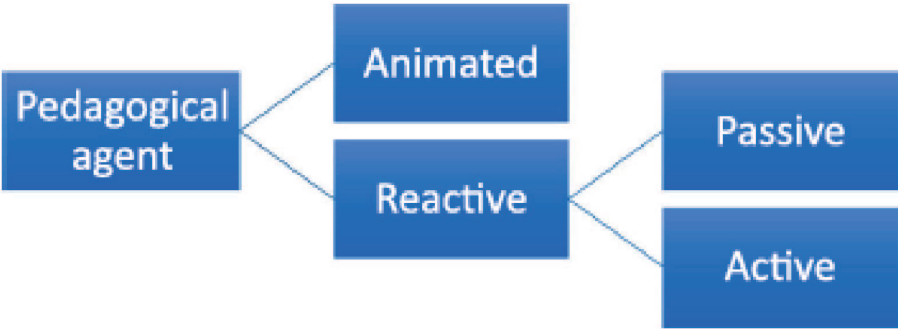 Pedagogical
agent
Animated
Reactive
Passive
Active